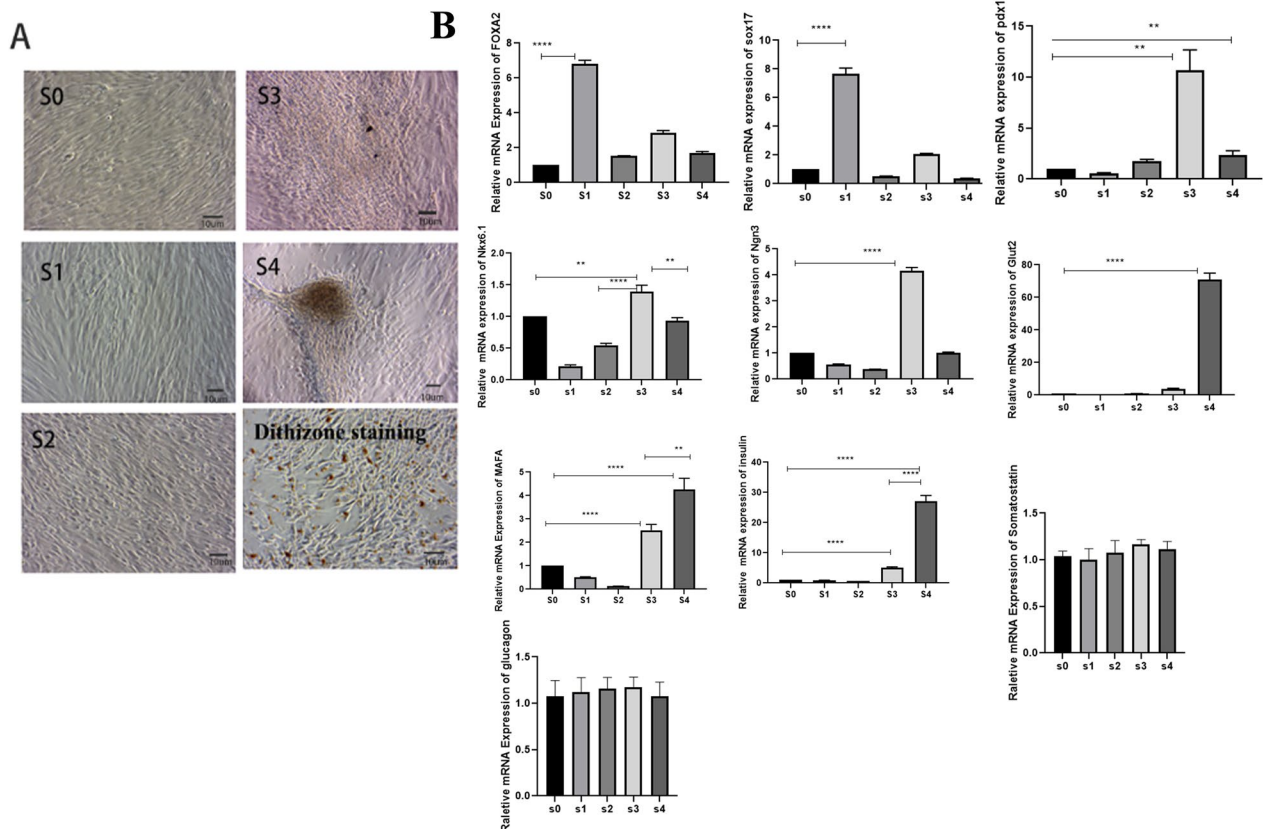 A
B
S0
10um
S3
10um
S1
10um
S4
10um
S2
10um
Dithizone staining
10um
Relative mRNA Expression of FOXA2
8
6
4
2
0
****
S0 S1 S2 S3 S4
Relative mRNA Expression of sox17
10
8
6
4
2
0
****
s0 s1 s2 s3 s4
Relative mRNA expression of pdx1
15
10
5
0
**
**
s0 s1 s2 s3 s4
Relative mRNA expression of Nkx6.1
2.0
1.5
1.0
0.5
0.0
**
**
****
s0 s1 s2 s3 s4
Relative mRNA expression of Ngn3
5
4
3
2
1
0
****
s0 s1 s2 s3 s4
Relative mRNA expression of Glut2
80
60
40
20
0
****
s0 s1 s2 s3 s4
Relative mRNA Expression of MAFA
5
4
3
2
1
0
**
****
****
S0 S1 S2 S3 S4
Relative mRNA expression of insulin
40
30
20
10
0
****
****
****
S0 S1 S2 S3 S4
Raletive mRNA Expression of Somatostatin
1.5
1.0
0.5
0.0
s0 s1 s2 s3 s4
Raletive mRNA Expression of glucagon
1.5
1.0
0.5
0.0
s0 s1 s2 s3 s4